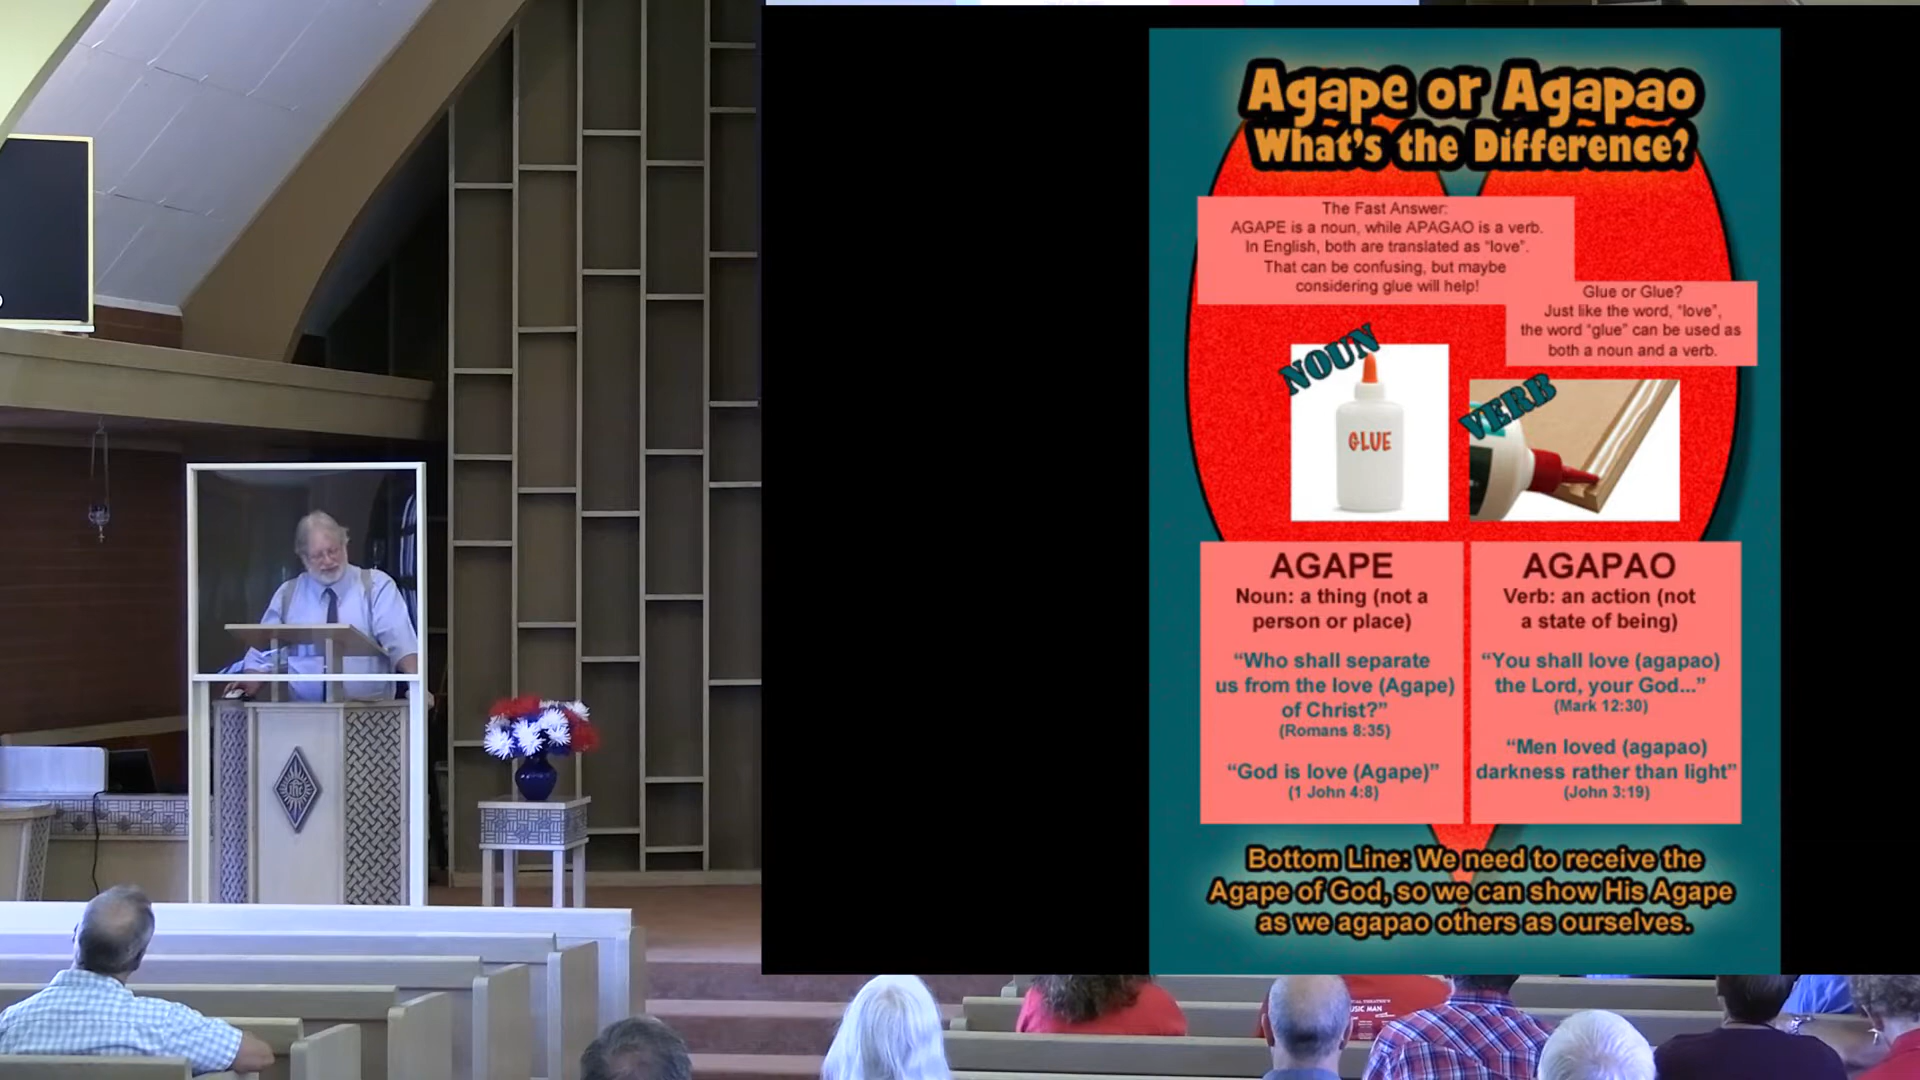 Agape or Agapao
What's the Difference?
The Fast Answer:
AGAPE is a noun, while APAGAO is a verb.
In English, both are translated as “love”.
That can be confusing, but maybe
considering glue will help!
Glue or Glue?
Just like the word, “love”,
the word “glue” can be used as
both a noun and a verb.
NOUN
GLUE
VERB
AGAPE
Noun: a thing (not a
person or place)
“Who shall separate
us from the love (Agape)
of Christ?”
(Romans 8:35)
“God is love (Agape)”
(1 John 4:8)
AGAPAO
Verb: an action (not
a state of being)
“You shall love (agapao)
the Lord, your God...”
(Mark 12:30)
“Men loved (agapao)
darkness rather than light”
(John 3:19)
Bottom Line: We need to receive the
Agape of God, so we can show His Agape
as we agapao others as ourselves.
MAN